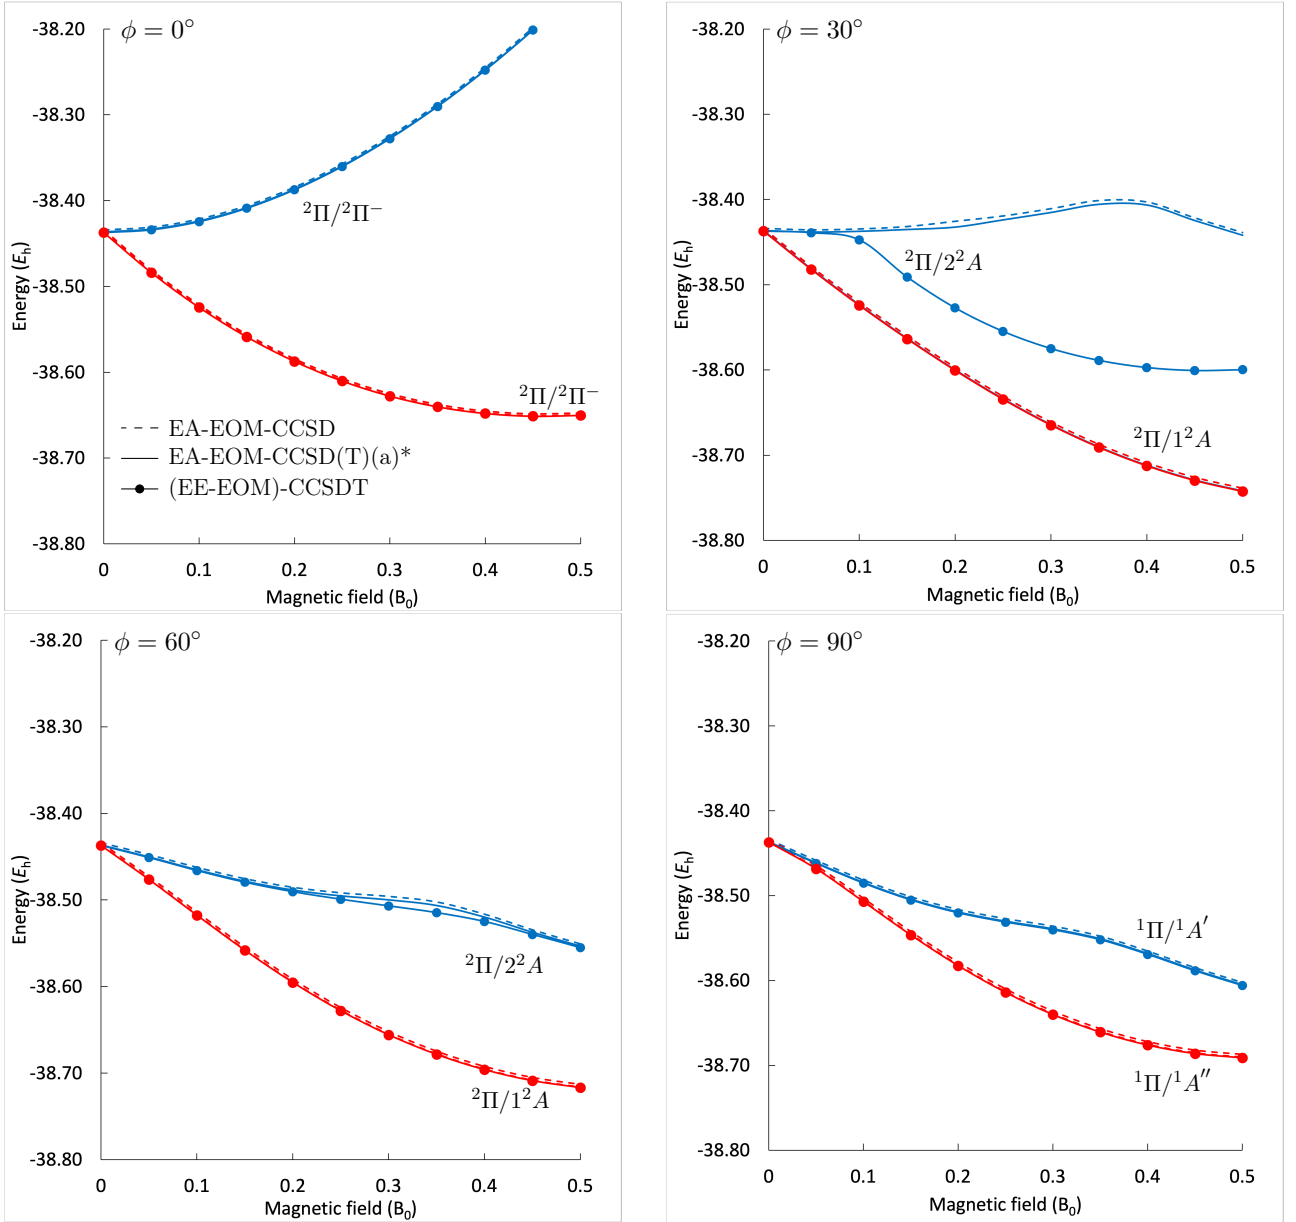 ϕ = 0°
-38.20
-38.30
-38.40
-38.50
-38.60
-38.70
-38.80
Energy (Eₕ)
²Π/²Π⁻
²Π/²Π⁻
EA-EOM-CCSD
EA-EOM-CCSD(T)(a)*
(EE-EOM)-CCSDT
0 0.1 0.2 0.3 0.4 0.5
Magnetic field (B₀)
ϕ = 30°
-38.20
-38.30
-38.40
-38.50
-38.60
-38.70
-38.80
Energy (Eₕ)
²Π/2²A
²Π/1²A
0 0.1 0.2 0.3 0.4 0.5
Magnetic field (B₀)
ϕ = 60°
-38.20
-38.30
-38.40
-38.50
-38.60
-38.70
-38.80
Energy (Eₕ)
²Π/2²A
²Π/1²A
0 0.1 0.2 0.3 0.4 0.5
Magnetic field (B₀)
ϕ = 90°
-38.20
-38.30
-38.40
-38.50
-38.60
-38.70
-38.80
Energy (Eₕ)
¹Π/¹A′
¹Π/¹A″
0 0.1 0.2 0.3 0.4 0.5
Magnetic field (B₀)